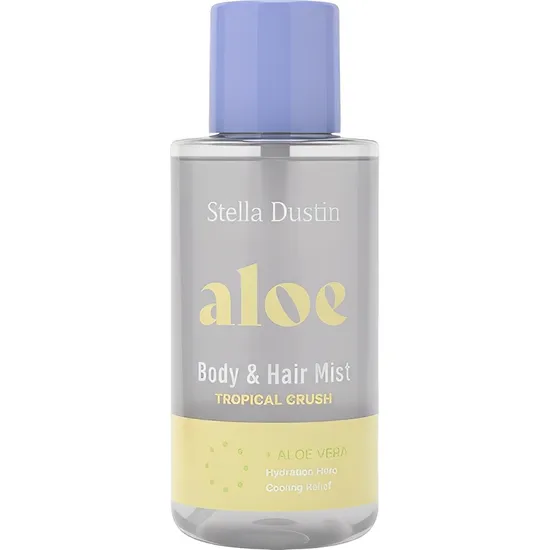 Stella Dustin
aloe
Body & Hair Mist
TROPICAL CRUSH
+ ALOE VERA
Hydration Hero
Cooling Relief